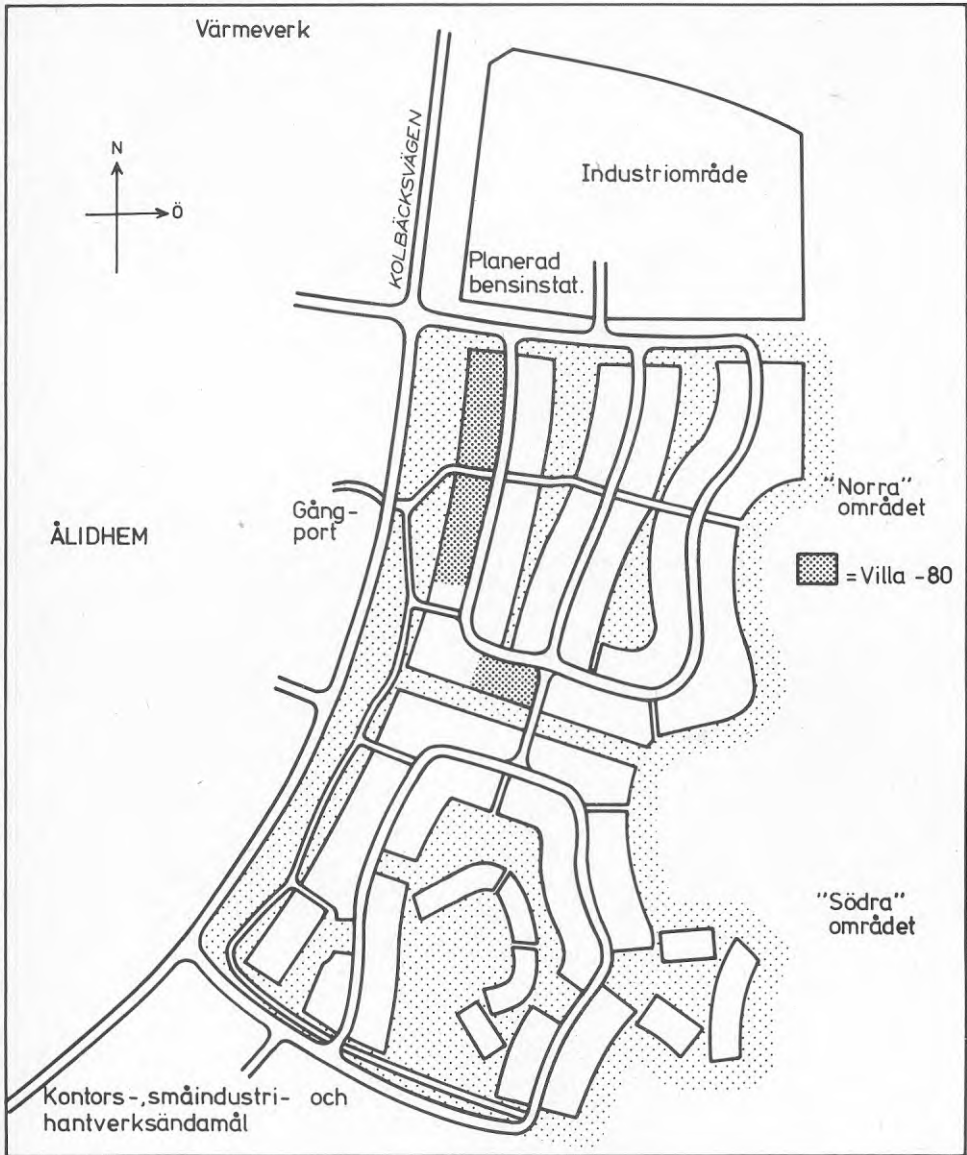 Värmeverk
N
Ö
KOLBÄCKSVÄGEN
Industriområde
Planerad
bensinstat.
"Norra"
området
Gång-
port
ÅLIDHEM
= Villa -80
"Södra"
området
Kontors-, småindustri- och
hantverksändamål